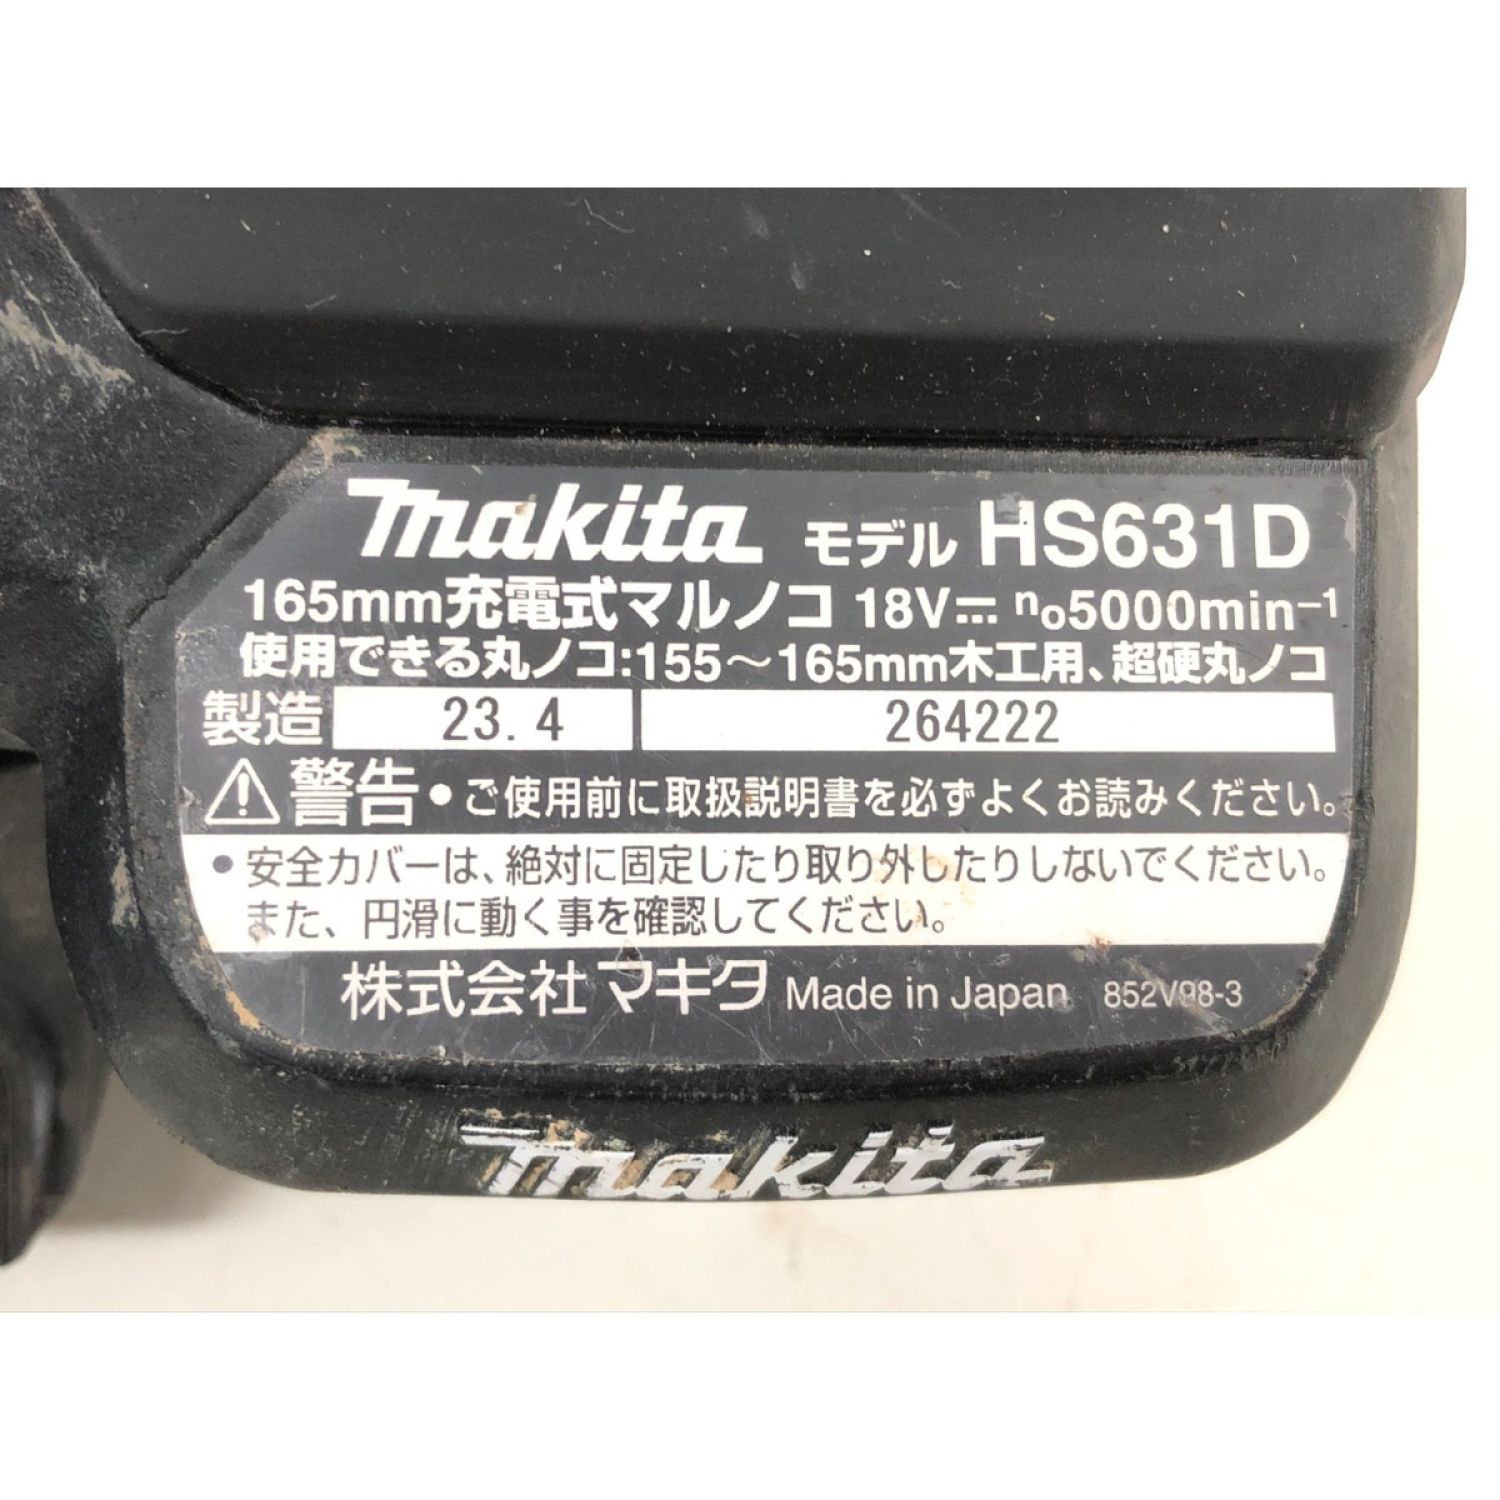 makita モデル HS631D
165mm充電式マルノコ 18V⎓ no5000min⁻¹
使用できる丸ノコ:155～165mm木工用、超硬丸ノコ
製造 23.4 264222
⚠警告 •ご使用前に取扱説明書を必ずよくお読みください。
•安全カバーは、絶対に固定したり取り外したりしないでください。
また、円滑に動く事を確認してください。
株式会社マキタ Made in Japan 852V98-3
makita